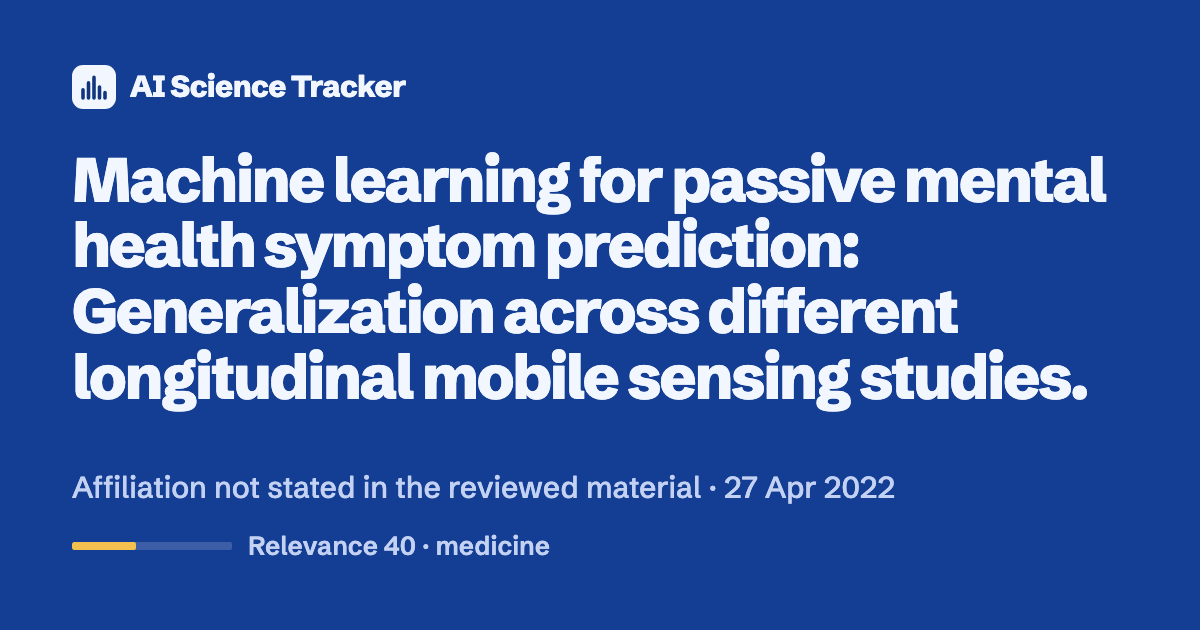 AI Science Tracker
Machine learning for passive mental
health symptom prediction:
Generalization across different
longitudinal mobile sensing studies.
Affiliation not stated in the reviewed material · 27 Apr 2022
Relevance 40 · medicine